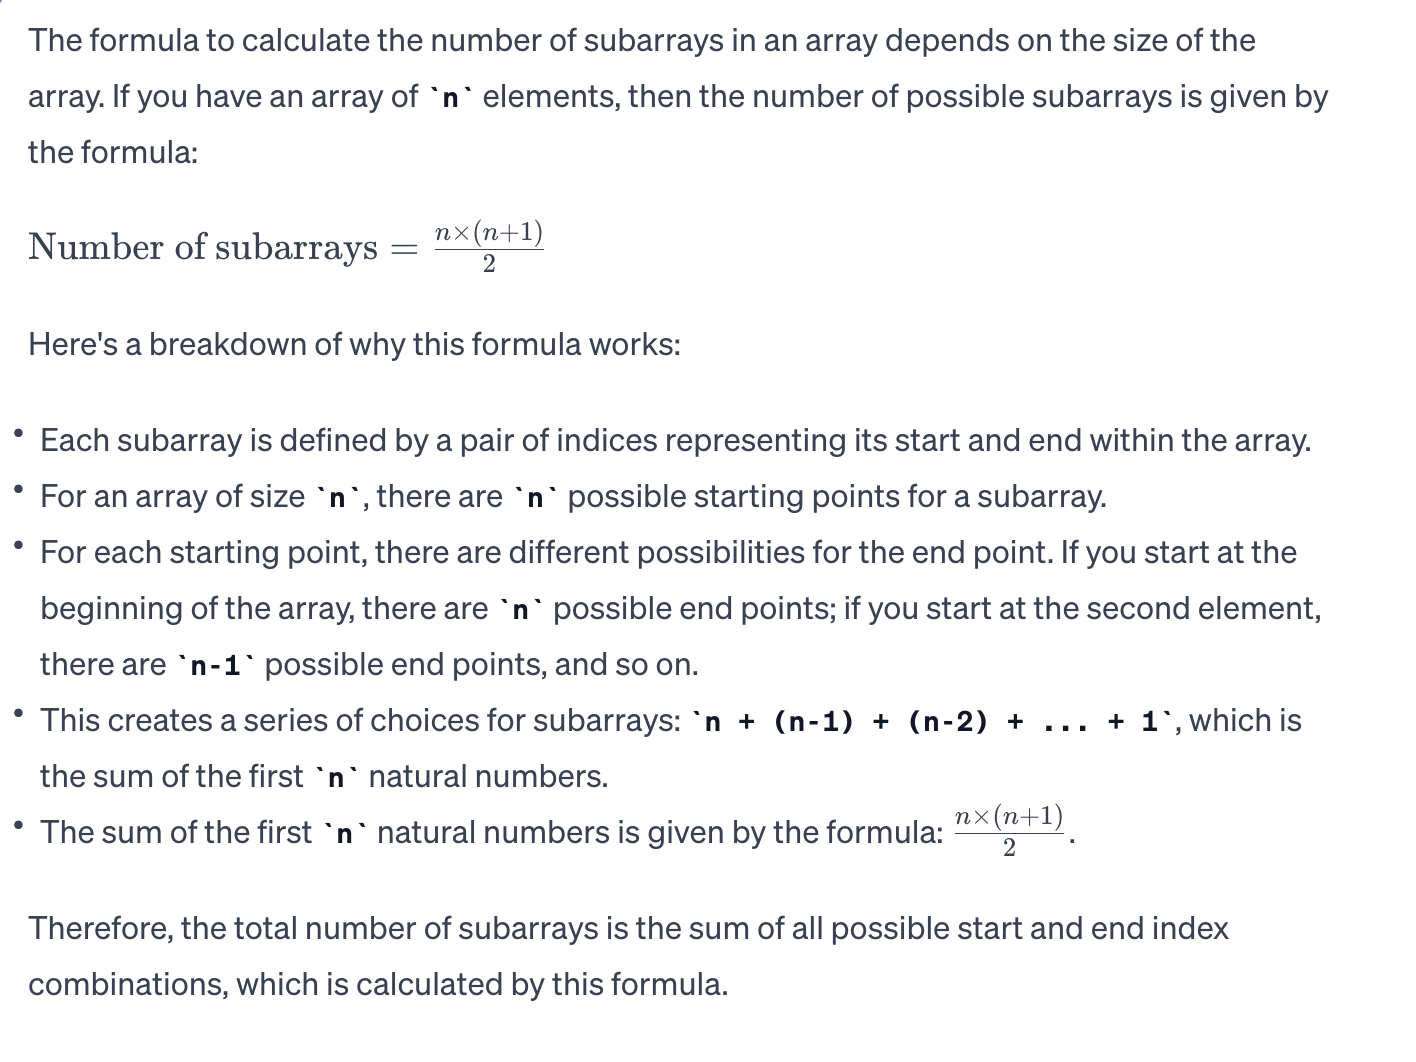 The formula to calculate the number of subarrays in an array depends on the size of the
array. If you have an array of `n` elements, then the number of possible subarrays is given by
the formula:
Number of subarrays = n×(n+1)/2
Here's a breakdown of why this formula works:
• Each subarray is defined by a pair of indices representing its start and end within the array.
• For an array of size `n`, there are `n` possible starting points for a subarray.
• For each starting point, there are different possibilities for the end point. If you start at the
beginning of the array, there are `n` possible end points; if you start at the second element,
there are `n-1` possible end points, and so on.
• This creates a series of choices for subarrays: `n + (n-1) + (n-2) + ... + 1`, which is
the sum of the first `n` natural numbers.
• The sum of the first `n` natural numbers is given by the formula: n×(n+1)/2.
Therefore, the total number of subarrays is the sum of all possible start and end index
combinations, which is calculated by this formula.